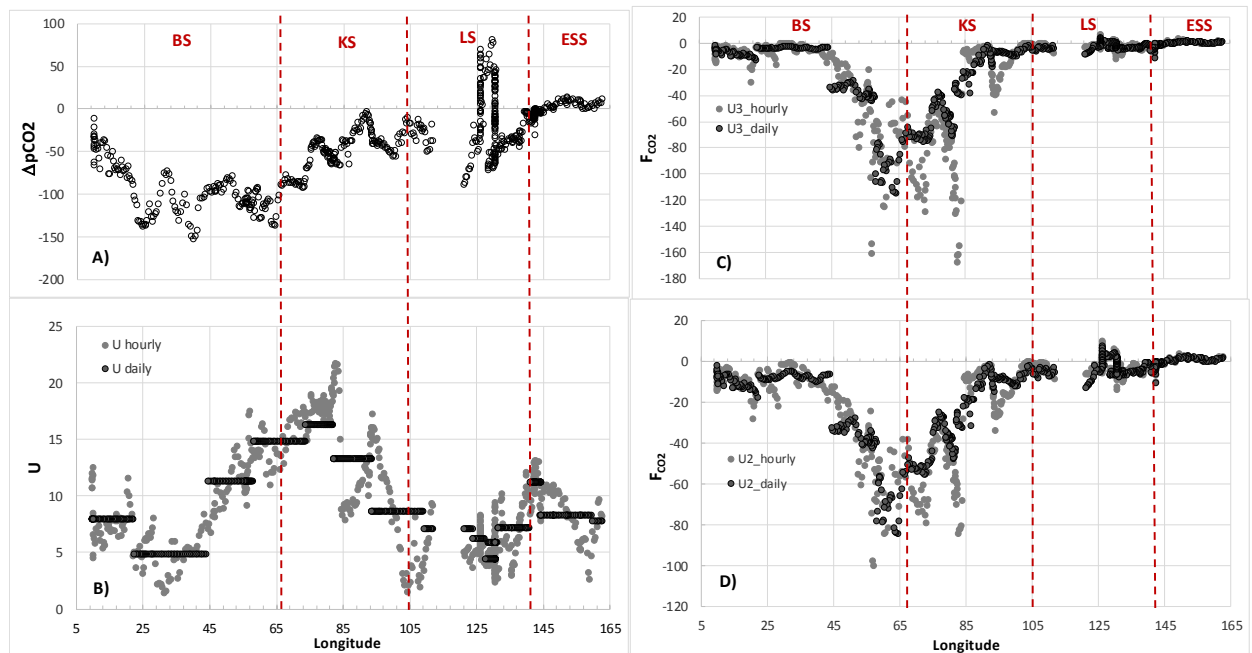 BS KS LS ESS
100
50
0
-50
-100
-150
-200
ΔpCO2
A)
25
20
15
10
5
0
U
U hourly
U daily
B)
5 25 45 65 85 105 125 145 165
Longitude
BS KS LS ESS
20
0
-20
-40
-60
-80
-100
-120
-140
-160
-180
F_CO2
U3_hourly
U3_daily
C)
20
0
-20
-40
-60
-80
-100
-120
F_CO2
U2_hourly
U2_daily
D)
5 25 45 65 85 105 125 145 165
Longitude